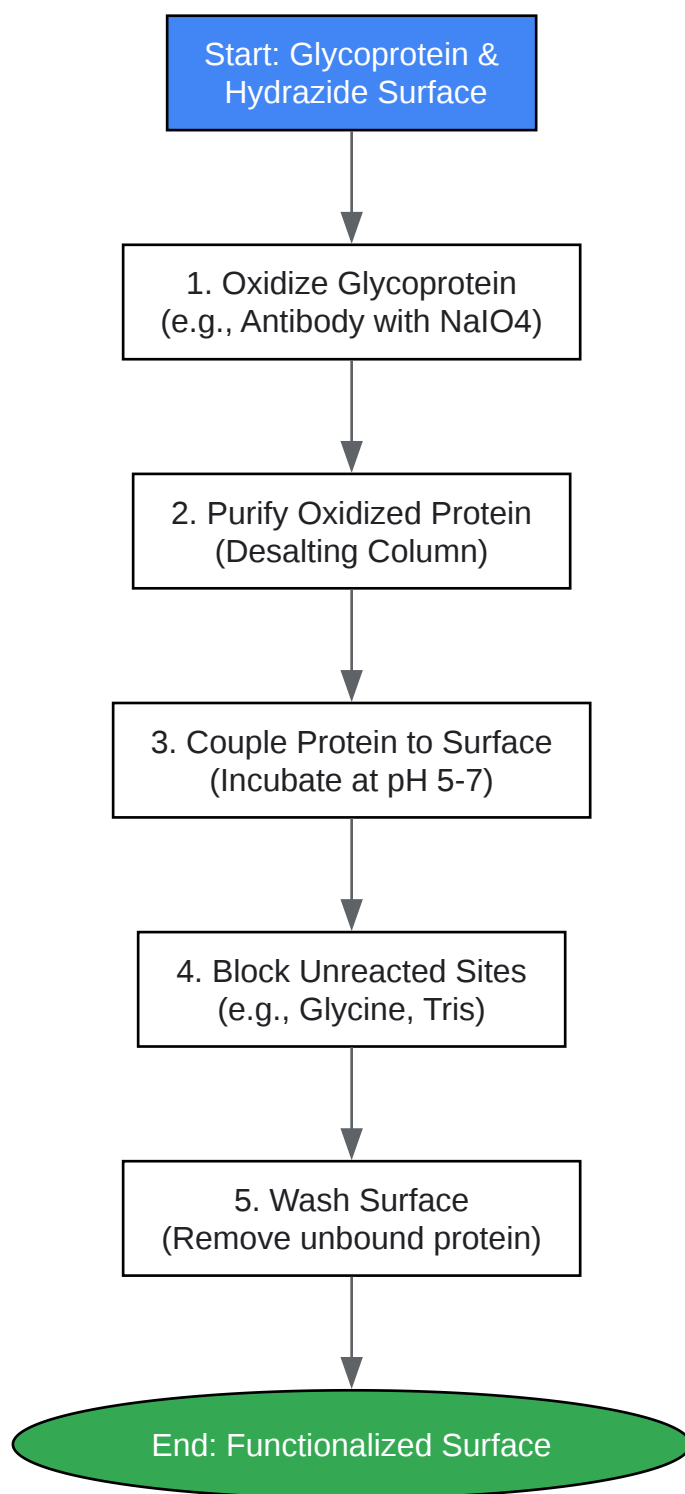 Start: Glycoprotein &
Hydrazide Surface
1. Oxidize Glycoprotein
(e.g., Antibody with NaIO4)
2. Purify Oxidized Protein
(Desalting Column)
3. Couple Protein to Surface
(Incubate at pH 5-7)
4. Block Unreacted Sites
(e.g., Glycine, Tris)
5. Wash Surface
(Remove unbound protein)
End: Functionalized Surface